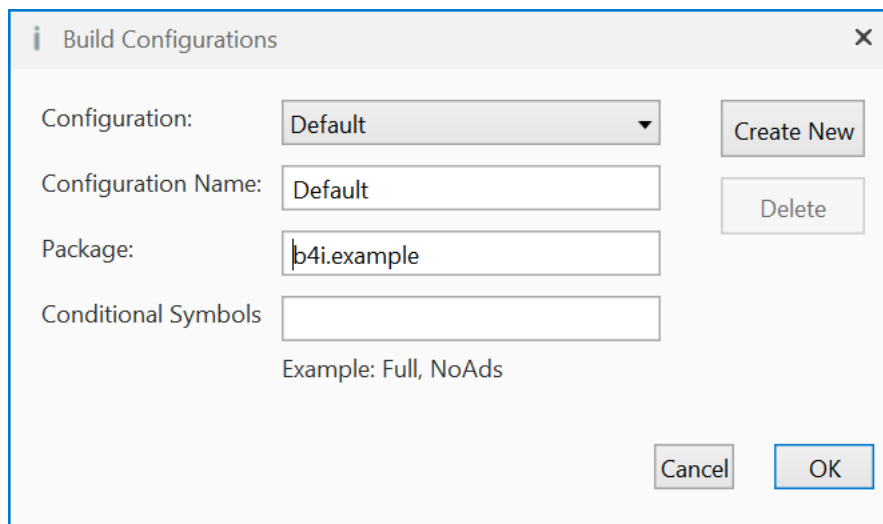 Build Configurations
Configuration:
Default
Create New
Configuration Name:
Default
Delete
Package:
b4i.example
Conditional Symbols
Example: Full, NoAds
Cancel
OK